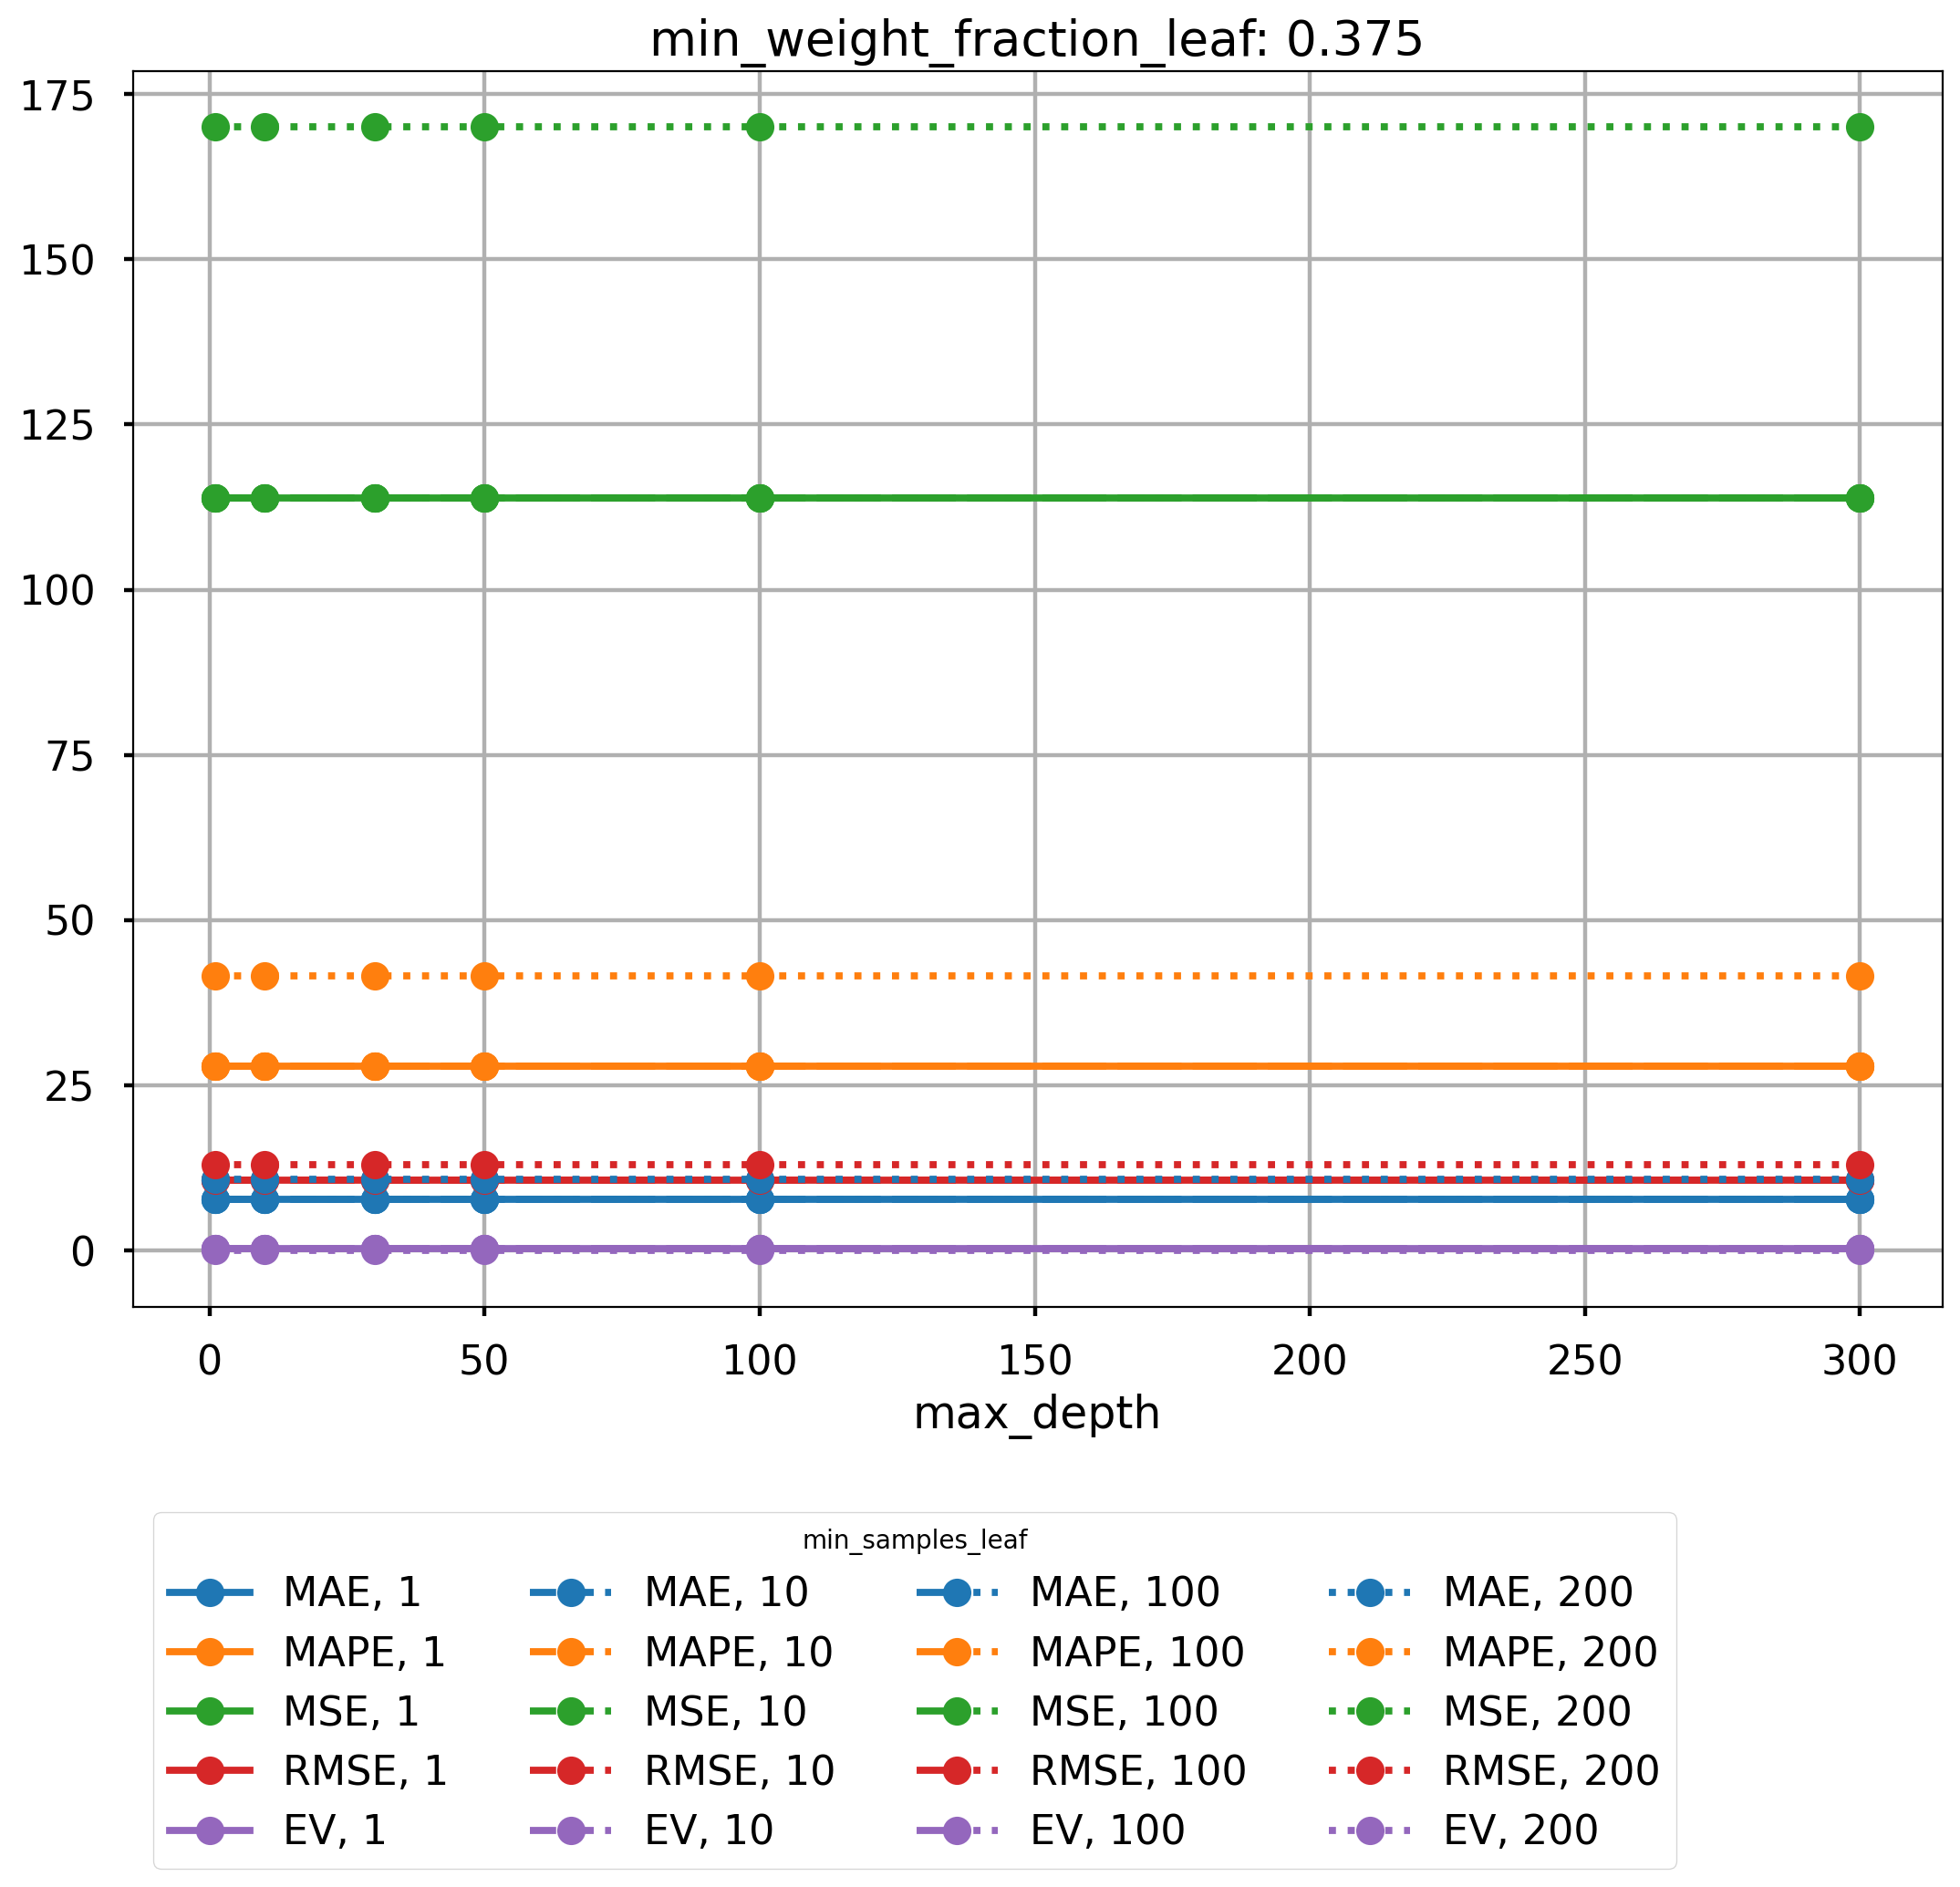 min_weight_fraction_leaf: 0.375
175
150
125
100
75
50
25
0
0 50 100 150 200 250 300
max_depth
min_samples_leaf
MAE, 1 MAE, 10 MAE, 100 MAE, 200
MAPE, 1 MAPE, 10 MAPE, 100 MAPE, 200
MSE, 1 MSE, 10 MSE, 100 MSE, 200
RMSE, 1 RMSE, 10 RMSE, 100 RMSE, 200
EV, 1 EV, 10 EV, 100 EV, 200